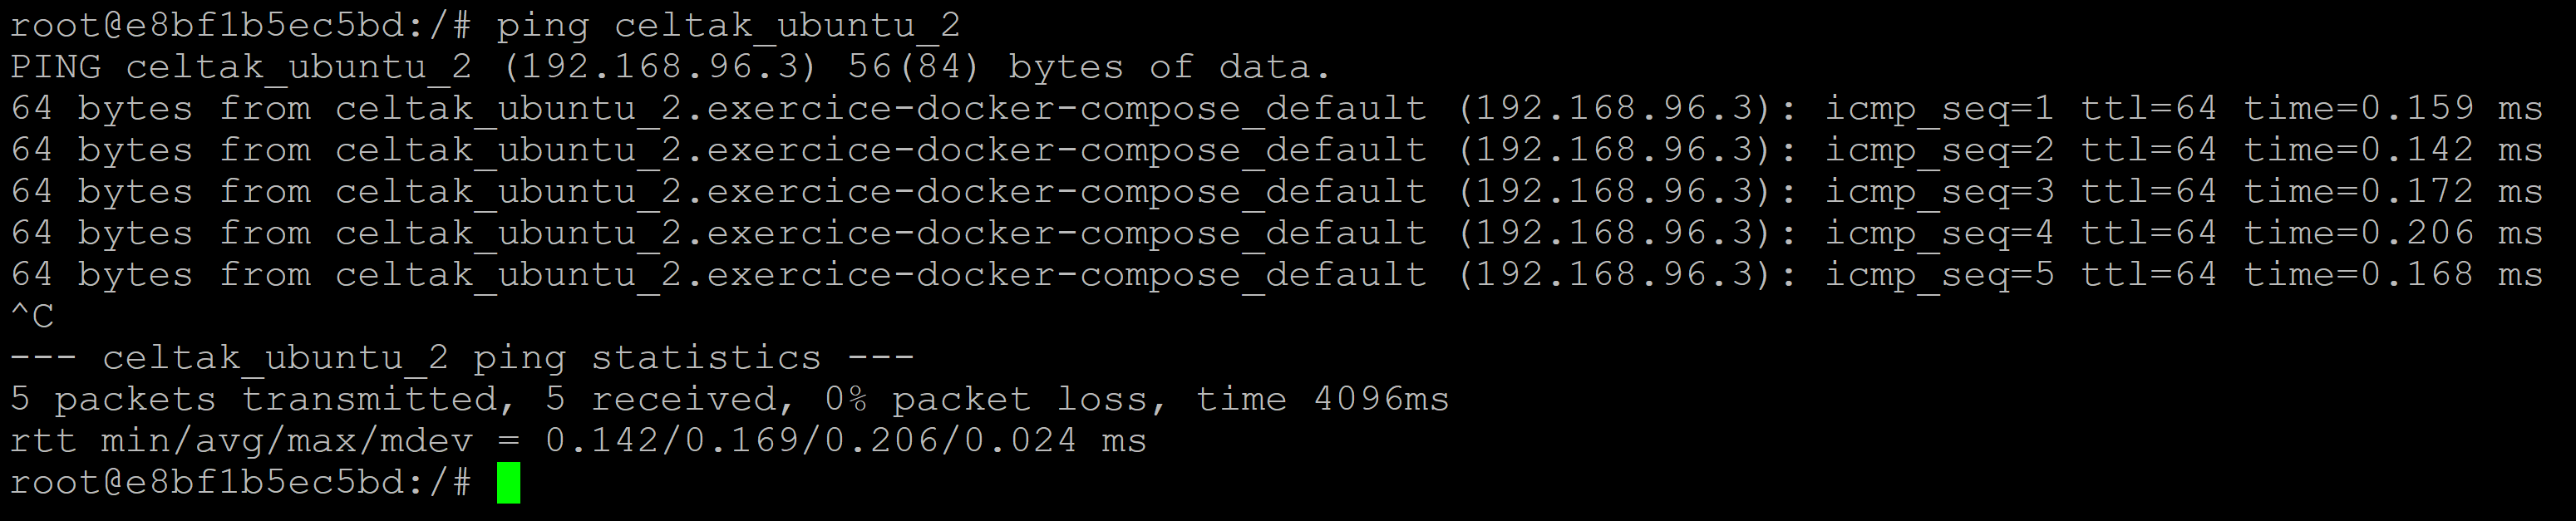 root@e8bf1b5ec5bd:/# ping celtak_ubuntu_2
PING celtak_ubuntu_2 (192.168.96.3) 56(84) bytes of data.
64 bytes from celtak_ubuntu_2.exercice-docker-compose_default (192.168.96.3): icmp_seq=1 ttl=64 time=0.159 ms
64 bytes from celtak_ubuntu_2.exercice-docker-compose_default (192.168.96.3): icmp_seq=2 ttl=64 time=0.142 ms
64 bytes from celtak_ubuntu_2.exercice-docker-compose_default (192.168.96.3): icmp_seq=3 ttl=64 time=0.172 ms
64 bytes from celtak_ubuntu_2.exercice-docker-compose_default (192.168.96.3): icmp_seq=4 ttl=64 time=0.206 ms
64 bytes from celtak_ubuntu_2.exercice-docker-compose_default (192.168.96.3): icmp_seq=5 ttl=64 time=0.168 ms
^C
--- celtak_ubuntu_2 ping statistics ---
5 packets transmitted, 5 received, 0% packet loss, time 4096ms
rtt min/avg/max/mdev = 0.142/0.169/0.206/0.024 ms
root@e8bf1b5ec5bd:/#